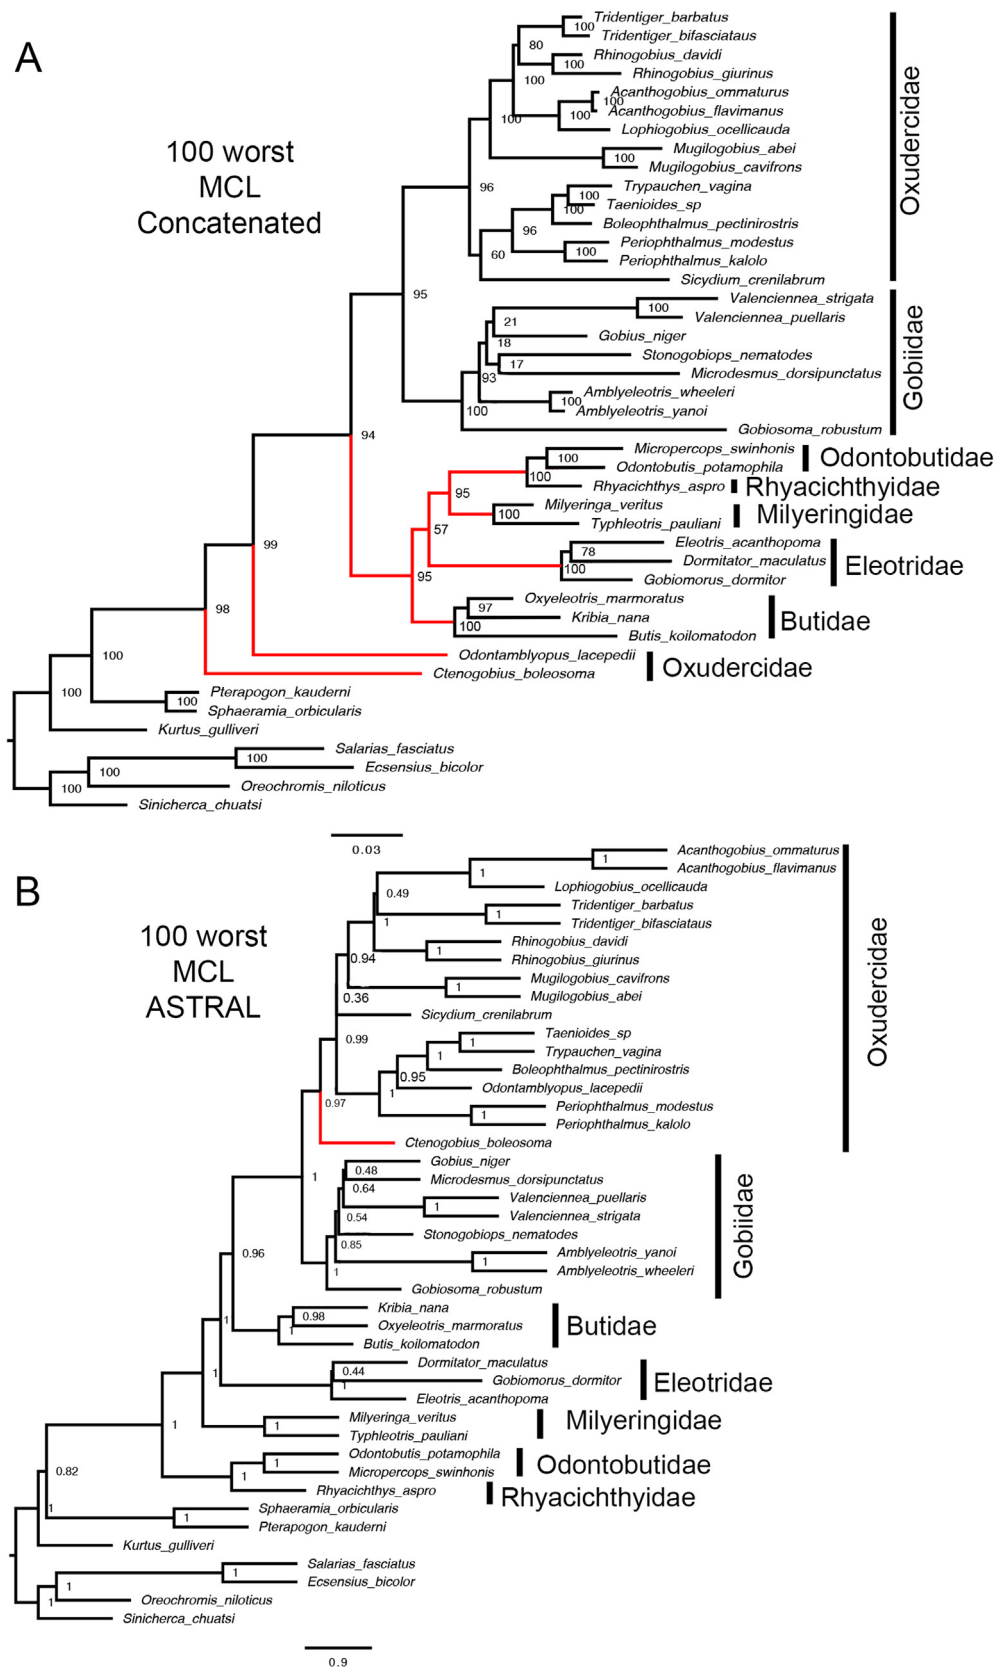 A
100 worst
MCL
Concatenated
Tridentiger_barbatus
100
Tridentiger_bifasciataus
80
Rhinogobius_davidi
100
Rhinogobius_giurinus
100
Acanthogobius_ommaturus
100
Acanthogobius_flavimanus
100
100
Lophiogobius_ocellicauda
Mugilogobius_abei
100
Mugilogobius_cavifrons
96
Trypauchen_vagina
100
Taenioides_sp
100
Boleophthalmus_pectinirostris
96
Periophthalmus_modestus
100
Periophthalmus_kalolo
60
Sicydium_crenilabrum
Oxudercidae
95
Valenciennea_strigata
100
Valenciennea_puellaris
21
Gobius_niger
18
Stonogobiops_nematodes
17
Microdesmus_dorsipunctatus
93
Amblyeleotris_wheeleri
100
Amblyeleotris_yanoi
100
Gobiosoma_robustum
Gobiidae
94
Micropercops_swinhonis
100
Odontobutis_potamophila
Odontobutidae
100
Rhyacichthys_aspro
Rhyacichthyidae
95
Milyeringa_veritus
100
Typhleotris_pauliani
Milyeringidae
57
Eleotris_acanthopoma
78
Dormitator_maculatus
100
Gobiomorus_dormitor
Eleotridae
95
Oxyeleotris_marmoratus
97
Kribia_nana
100
Butis_koilomatodon
Butidae
99
Odontamblyopus_lacepedii
98
Ctenogobius_boleosoma
Oxudercidae
100
Pterapogon_kauderni
100
100
Sphaeramia_orbicularis
Kurtus_gulliveri
Salarias_fasciatus
100
Ecsensius_bicolor
100
Oreochromis_niloticus
100
Sinicherca_chuatsi
0.03
B
100 worst
MCL
ASTRAL
Acanthogobius_ommaturus
1
Acanthogobius_flavimanus
1
Lophiogobius_ocellicauda
0.49
Tridentiger_barbatus
1
1
Tridentiger_bifasciataus
Rhinogobius_davidi
1
0.94
Rhinogobius_giurinus
Mugilogobius_cavifrons
1
0.36
Mugilogobius_abei
Sicydium_crenilabrum
0.99
Taenioides_sp
1
Trypauchen_vagina
1
Boleophthalmus_pectinirostris
0.95
Odontamblyopus_lacepedii
1
Periophthalmus_modestus
0.97
1
Periophthalmus_kalolo
Ctenogobius_boleosoma
Oxudercidae
Gobius_niger
0.48
1
Microdesmus_dorsipunctatus
0.64
Valenciennea_puellaris
1
Valenciennea_strigata
0.54
Stonogobiops_nematodes
0.85
Amblyeleotris_yanoi
1
1
Amblyeleotris_wheeleri
Gobiosoma_robustum
Gobiidae
0.96
Kribia_nana
0.98
Oxyeleotris_marmoratus
1
1
Butis_koilomatodon
Butidae
Dormitator_maculatus
0.44
1
Gobiomorus_dormitor
1
Eleotris_acanthopoma
Eleotridae
Milyeringa_veritus
1
1
Typhleotris_pauliani
Milyeringidae
Odontobutis_potamophila
1
Micropercops_swinhonis
Odontobutidae
0.82
1
Rhyacichthys_aspro
Rhyacichthyidae
1
Sphaeramia_orbicularis
1
Pterapogon_kauderni
Kurtus_gulliveri
Salarias_fasciatus
1
Ecsensius_bicolor
1
Oreochromis_niloticus
1
Sinicherca_chuatsi
0.9